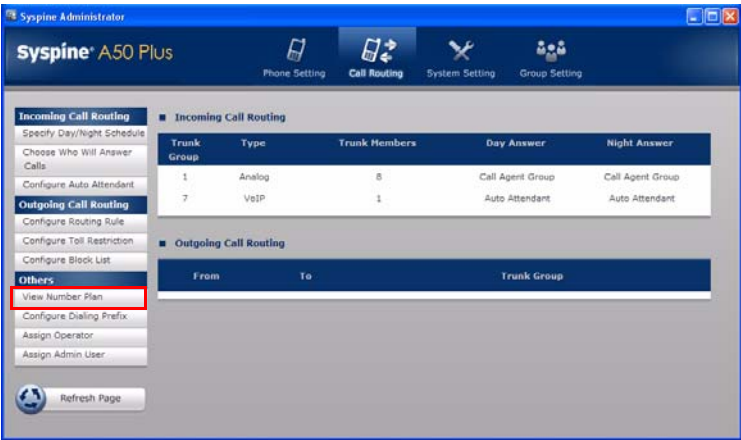 Syspine Administrator
Syspine® A50 Plus
Phone Setting
Call Routing
System Setting
Group Setting
Incoming Call Routing
Specify Day/Night Schedule
Choose Who Will Answer
Calls
Configure Auto Attendant
Outgoing Call Routing
Configure Routing Rule
Configure Toll Restriction
Configure Block List
Others
View Number Plan
Configure Dialing Prefix
Assign Operator
Assign Admin User
Refresh Page
Incoming Call Routing
Trunk Group Type Trunk Members Day Answer Night Answer
1 Analog 8 Call Agent Group Call Agent Group
7 VoIP 1 Auto Attendant Auto Attendant
Outgoing Call Routing
From To Trunk Group